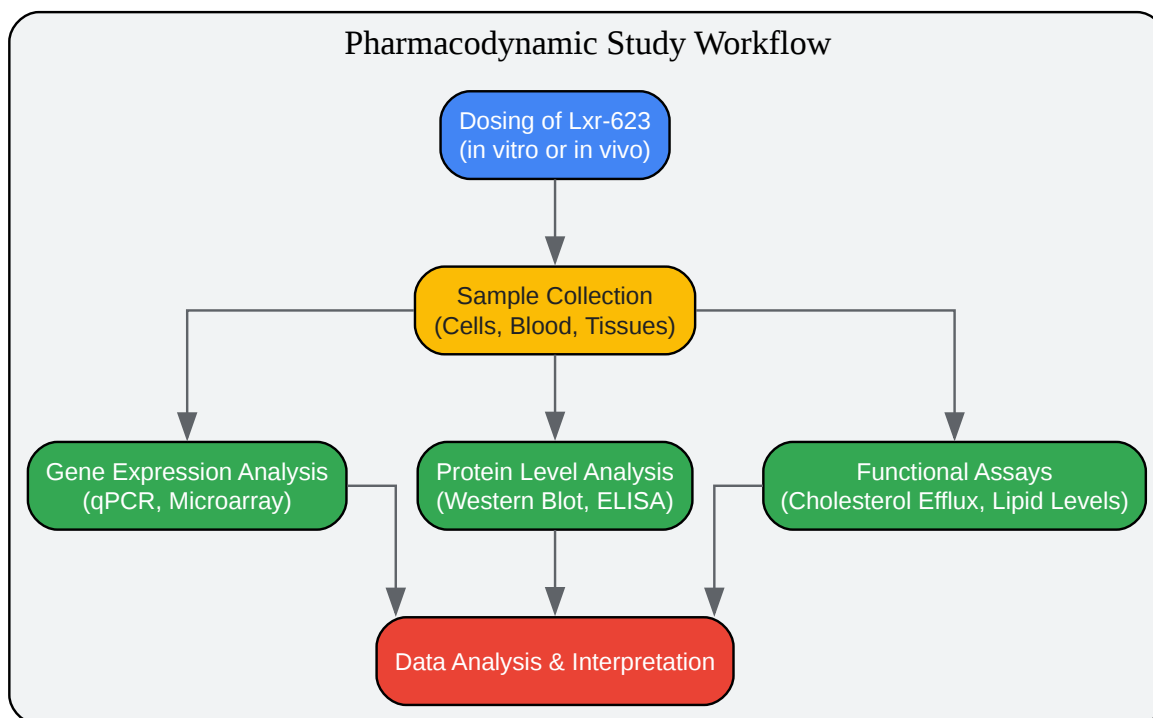 Pharmacodynamic Study Workflow
Dosing of Lxr-623
(in vitro or in vivo)
Sample Collection
(Cells, Blood, Tissues)
Gene Expression Analysis
(qPCR, Microarray)
Protein Level Analysis
(Western Blot, ELISA)
Functional Assays
(Cholesterol Efflux, Lipid Levels)
Data Analysis & Interpretation